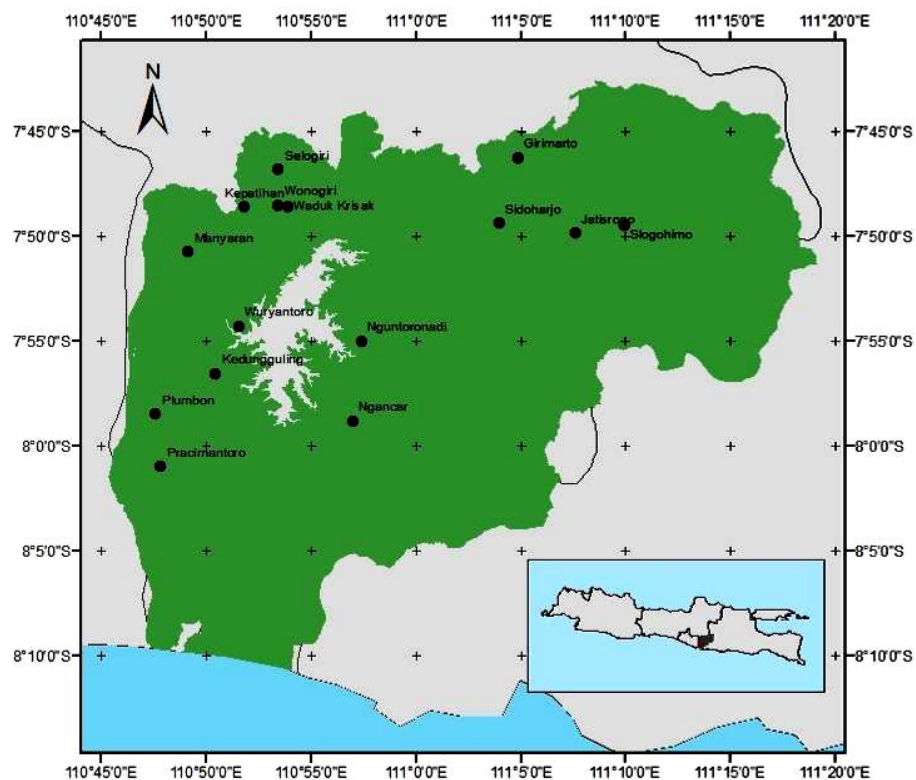 110°45'0"E 110°50'0"E 110°55'0"E 111°0'0"E 111°5'0"E 111°10'0"E 111°15'0"E 111°20'0"E
N
7°45'0"S 7°45'0"S
Girimarto
Selogiri
Kepatihan Wonogiri
Waduk Krisak
Sidoharjo Jatisrono
Slogohimo
7°50'0"S 7°50'0"S
Manyaran
Wuryantoro
Nguntoronadi
7°55'0"S 7°55'0"S
Kedungguling
Plumbon
Ngancar
8°0'0"S 8°0'0"S
Pracimantoro
8°5'0"S 8°5'0"S
8°10'0"S 8°10'0"S
110°45'0"E 110°50'0"E 110°55'0"E 111°0'0"E 111°5'0"E 111°10'0"E 111°15'0"E 111°20'0"E